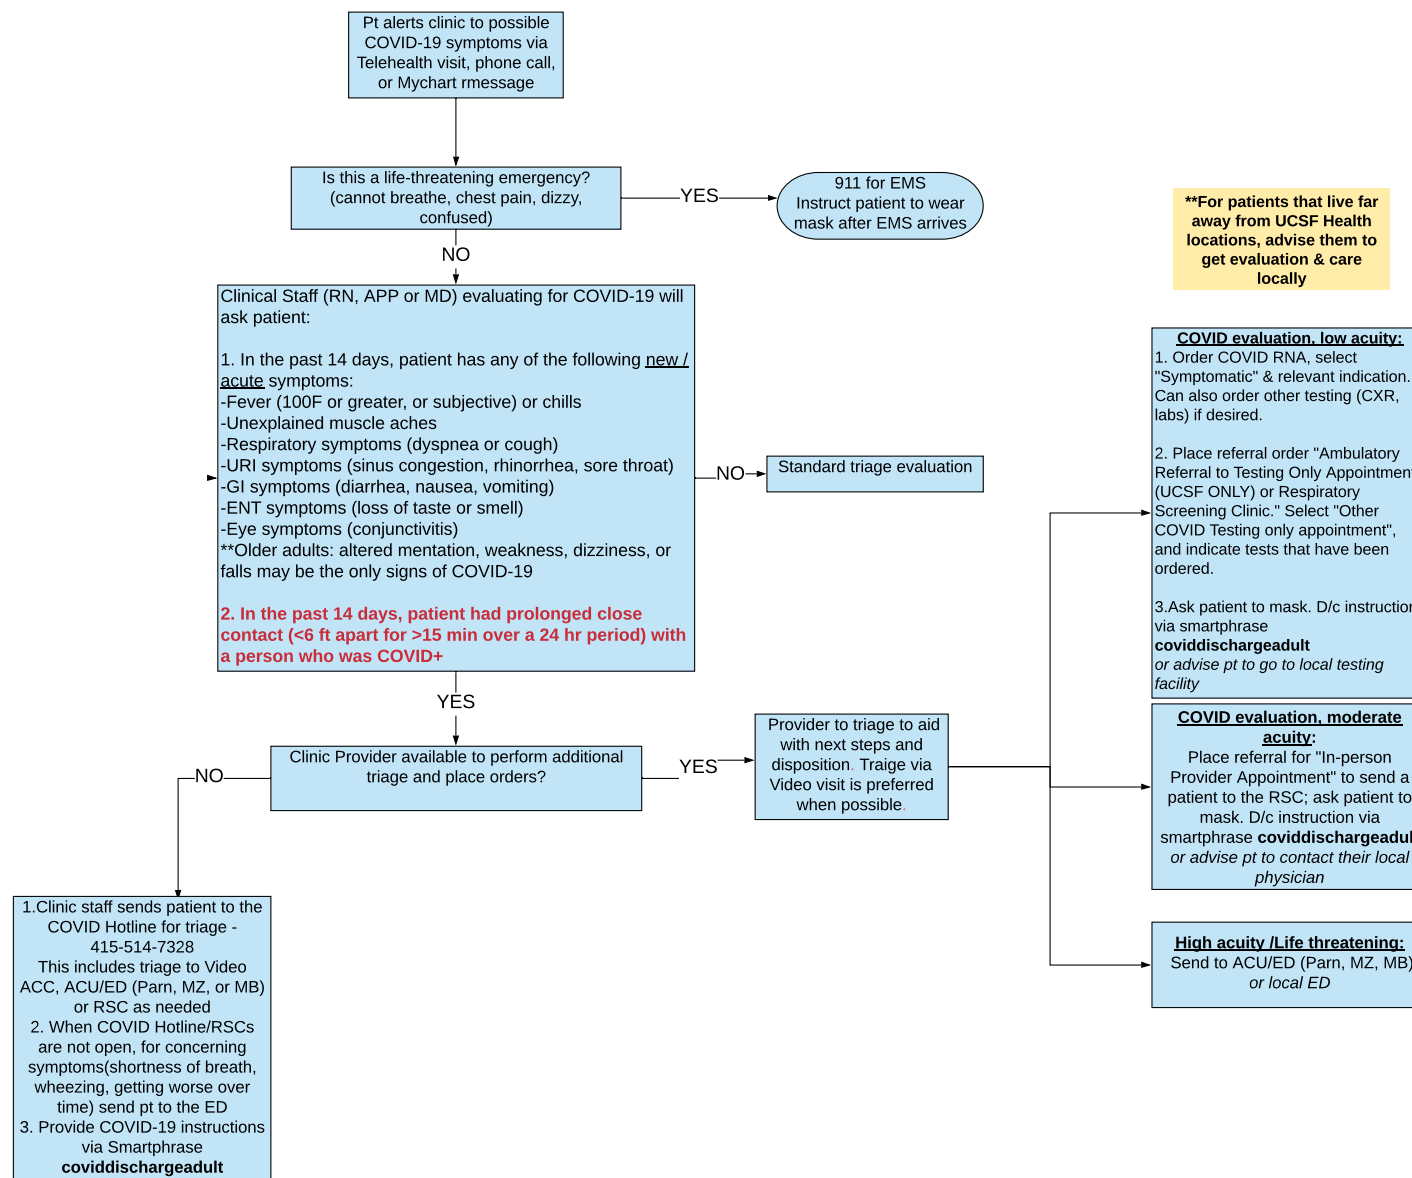 Pt alerts clinic to possible
COVID-19 symptoms via
Telehealth visit, phone call,
or Mychart rmessage
Is this a life-threatening emergency?
(cannot breathe, chest pain, dizzy,
confused)
YES
911 for EMS
Instruct patient to wear
mask after EMS arrives
**For patients that live far
away from UCSF Health
locations, advise them to
get evaluation & care
locally
NO
Clinical Staff (RN, APP or MD) evaluating for COVID-19 will
ask patient:
1. In the past 14 days, patient has any of the following new /
acute symptoms:
-Fever (100F or greater, or subjective) or chills
-Unexplained muscle aches
-Respiratory symptoms (dyspnea or cough)
-URI symptoms (sinus congestion, rhinorrhea, sore throat)
-GI symptoms (diarrhea, nausea, vomiting)
-ENT symptoms (loss of taste or smell)
-Eye symptoms (conjunctivitis)
**Older adults: altered mentation, weakness, dizziness, or
falls may be the only signs of COVID-19
2. In the past 14 days, patient had prolonged close
contact (<6 ft apart for >15 min over a 24 hr period) with
a person who was COVID+
NO
Standard triage evaluation
YES
Clinic Provider available to perform additional
triage and place orders?
NO
YES
Provider to triage to aid
with next steps and
disposition. Traige via
Video visit is preferred
when possible.
COVID evaluation, low acuity:
1. Order COVID RNA, select
"Symptomatic" & relevant indication.
Can also order other testing (CXR,
labs) if desired.
2. Place referral order "Ambulatory
Referral to Testing Only Appointment
(UCSF ONLY) or Respiratory
Screening Clinic." Select "Other
COVID Testing only appointment",
and indicate tests that have been
ordered.
3.Ask patient to mask. D/c instruction
via smartphrase
coviddischargeadult
or advise pt to go to local testing
facility
COVID evaluation, moderate
acuity:
Place referral for "In-person
Provider Appointment" to send a
patient to the RSC; ask patient to
mask. D/c instruction via
smartphrase coviddischargeadul
or advise pt to contact their local
physician
High acuity /Life threatening:
Send to ACU/ED (Parn, MZ, MB)
or local ED
1.Clinic staff sends patient to the
COVID Hotline for triage -
415-514-7328
This includes triage to Video
ACC, ACU/ED (Parn, MZ, or MB)
or RSC as needed
2. When COVID Hotline/RSCs
are not open, for concerning
symptoms(shortness of breath,
wheezing, getting worse over
time) send pt to the ED
3. Provide COVID-19 instructions
via Smartphrase
coviddischargeadult